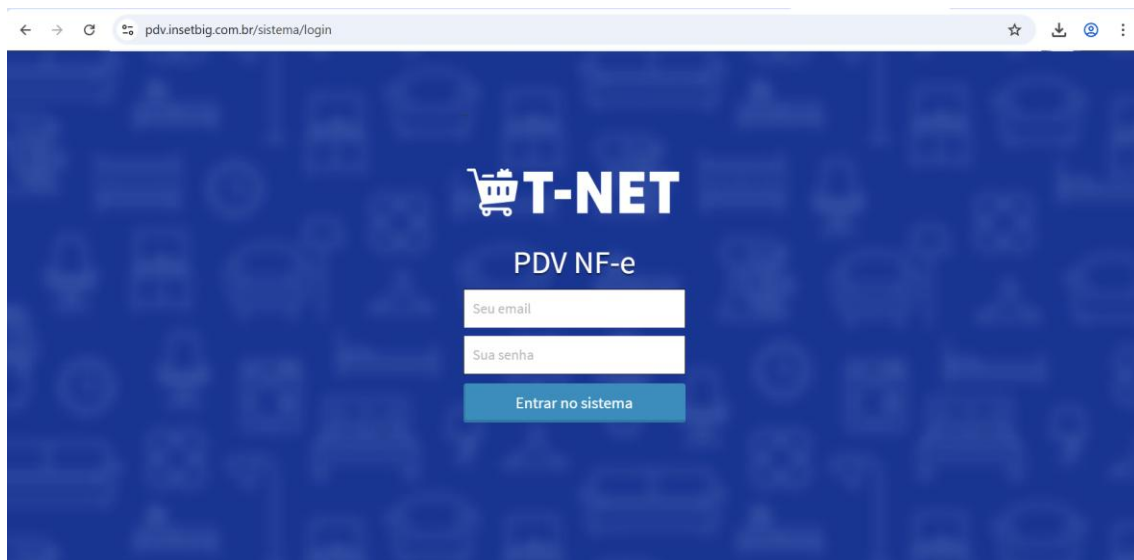 pdv.insetbig.com.br/sistema/login
T-NET
PDV NF-e
Seu email
Sua senha
Entrar no sistema